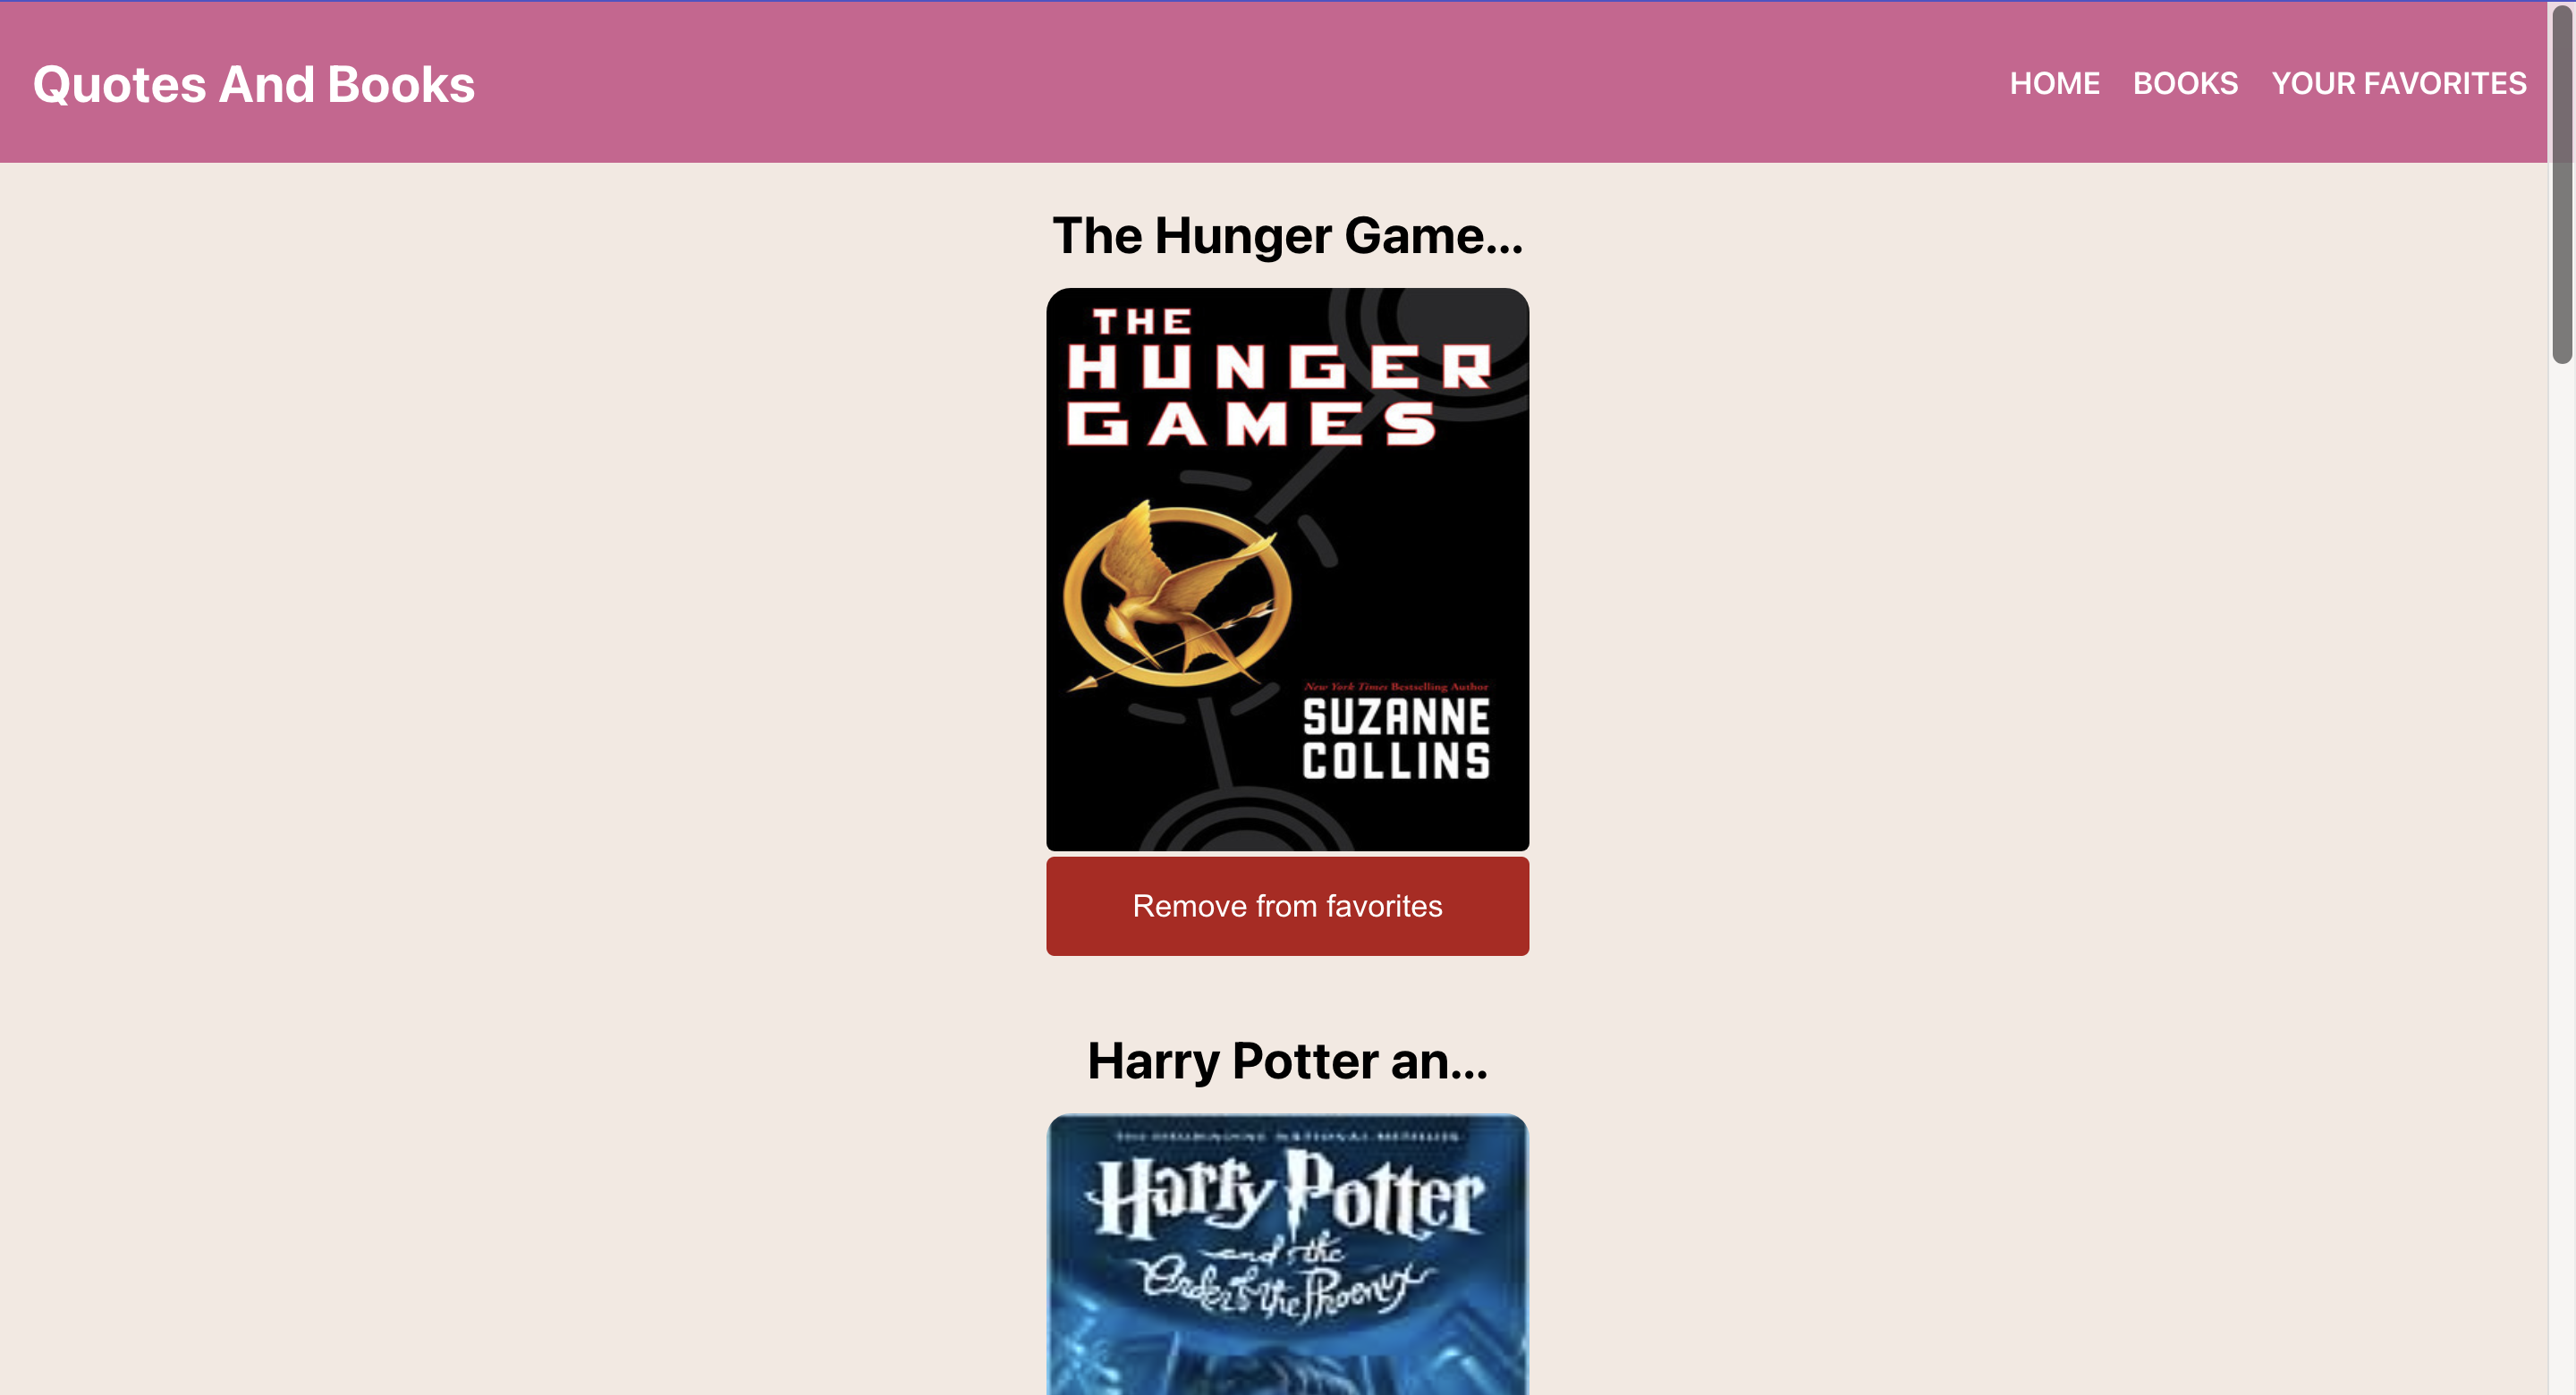 Quotes And Books
HOME BOOKS YOUR FAVORITES
The Hunger Game...
THE
HUNGER
GAMES
New York Times Bestselling Author
SUZANNE
COLLINS
Remove from favorites
Harry Potter an...
Harry Potter
and the
Order of the Phoenix